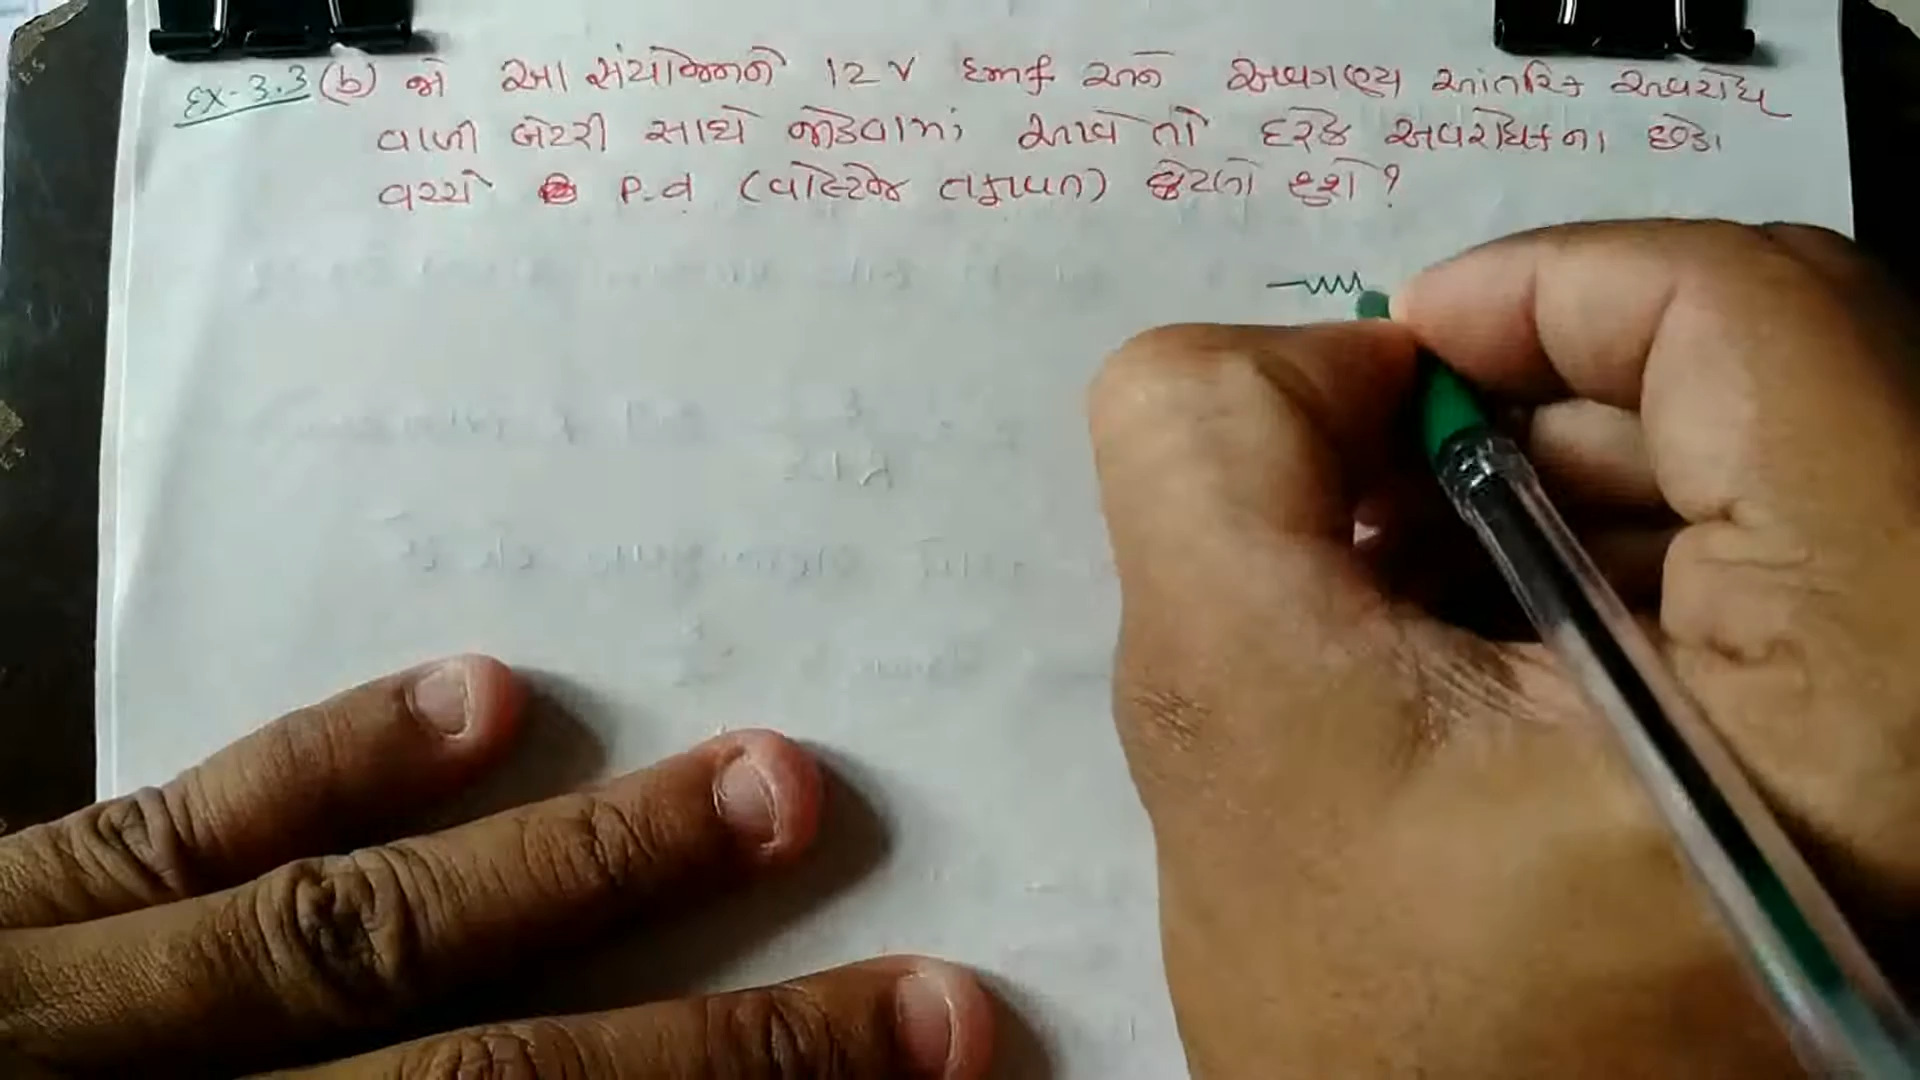 Ex-3.3 (b) જો આ સંયોજનને 12 V emf અને અવગણ્ય આંતરિક અવરોધ
વાળી બેટરી સાથે જોડવામાં આવે તો દરેક અવરોધકના છેડા
વચ્ચે P.d (વોલ્ટેજ તફાવત) કેટલો હશે ?